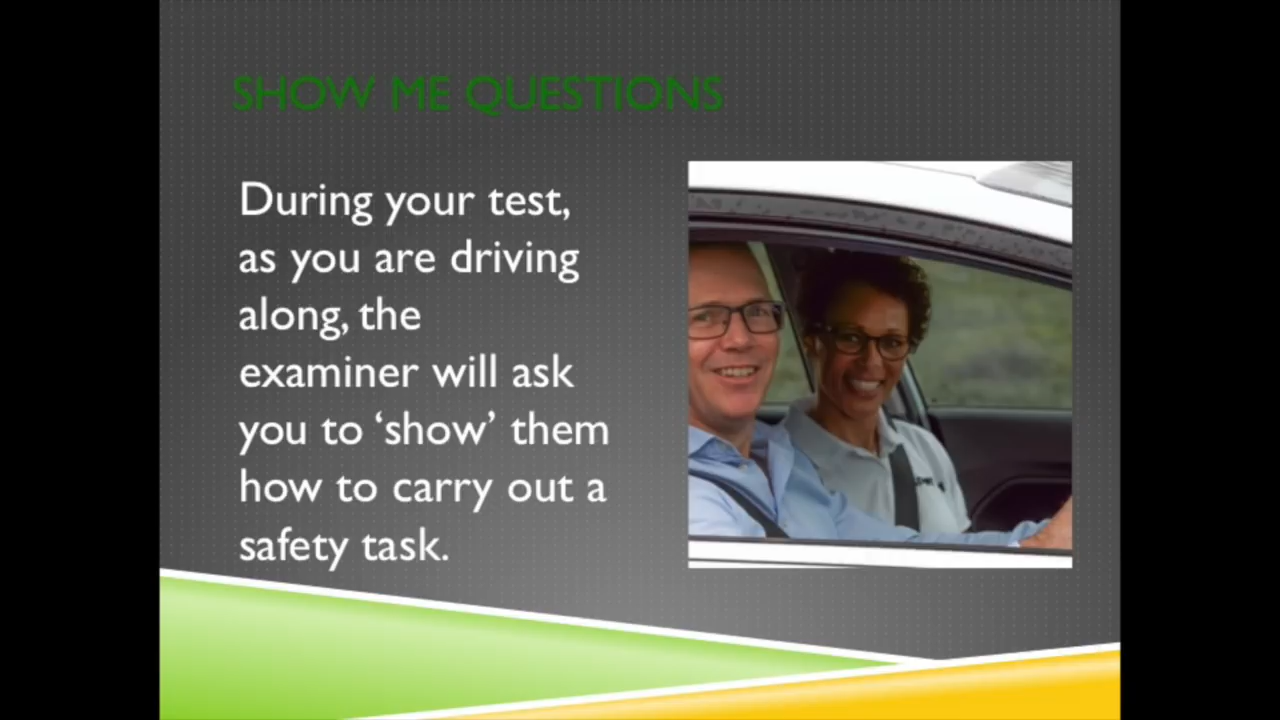 SHOW ME QUESTIONS
During your test,
as you are driving
along, the
examiner will ask
you to ‘show’ them
how to carry out a
safety task.